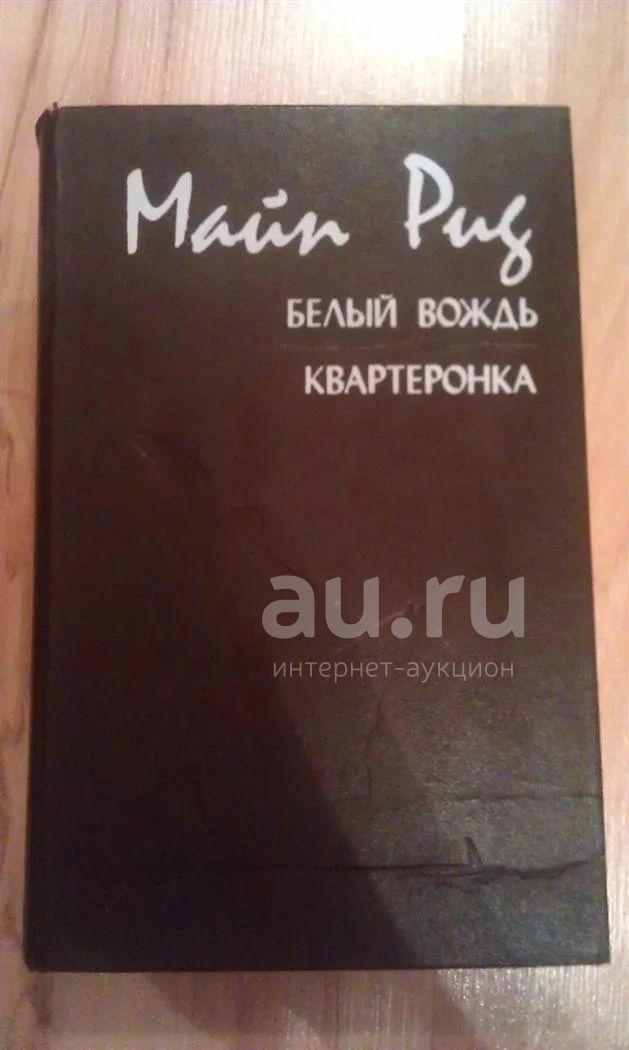 Майн Рид
БЕЛЫЙ ВОЖДЬ
КВАРТЕРОНКА
au.ru
интернет-аукцион